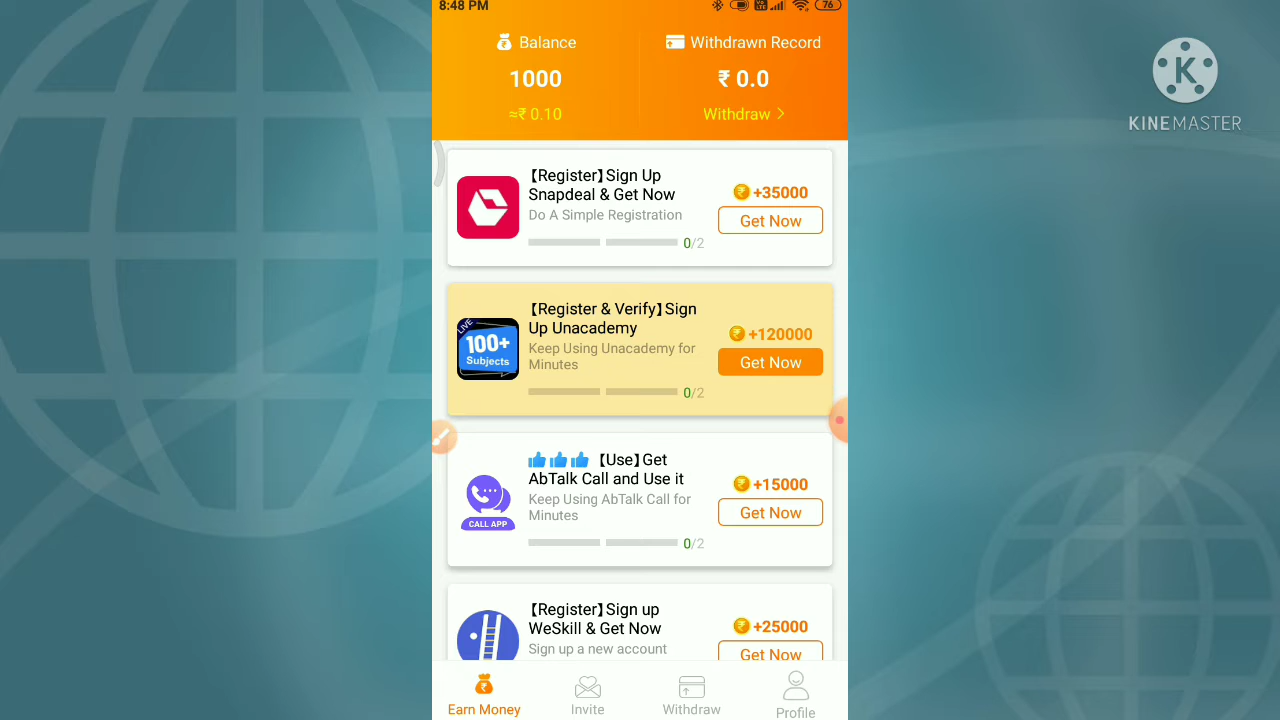 8:48 PM
76
Balance
Withdrawn Record
1000
₹ 0.0
≈₹ 0.10
Withdraw >
KINEMASTER
【Register】Sign Up
Snapdeal & Get Now
Do A Simple Registration
0/2
+35000
Get Now
LIVE
100+
Subjects
【Register & Verify】Sign
Up Unacademy
Keep Using Unacademy for
Minutes
0/2
+120000
Get Now
CALL APP
👍👍👍【Use】Get
AbTalk Call and Use it
Keep Using AbTalk Call for
Minutes
0/2
+15000
Get Now
【Register】Sign up
WeSkill & Get Now
Sign up a new account
+25000
Get Now
Earn Money
Invite
Withdraw
Profile